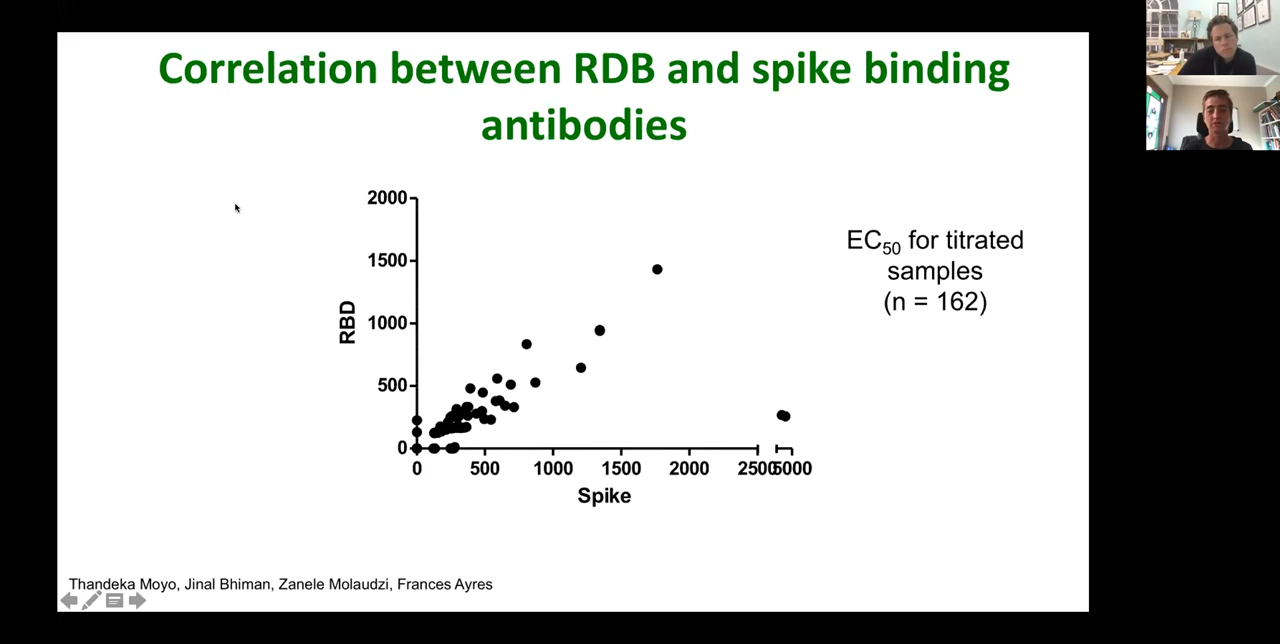 Correlation between RDB and spike binding
antibodies
2000
1500
1000
500
0
RBD
0 500 1000 1500 2000 2500 5000
Spike
EC50 for titrated
samples
(n = 162)
Thandeka Moyo, Jinal Bhiman, Zanele Molaudzi, Frances Ayres